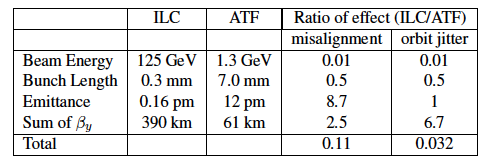 ILC ATF Ratio of effect (ILC/ATF)
misalignment orbit jitter
Beam Energy 125 GeV 1.3 GeV 0.01 0.01
Bunch Length 0.3 mm 7.0 mm 0.5 0.5
Emittance 0.16 pm 12 pm 8.7 1
Sum of βy 390 km 61 km 2.5 6.7
Total 0.11 0.032